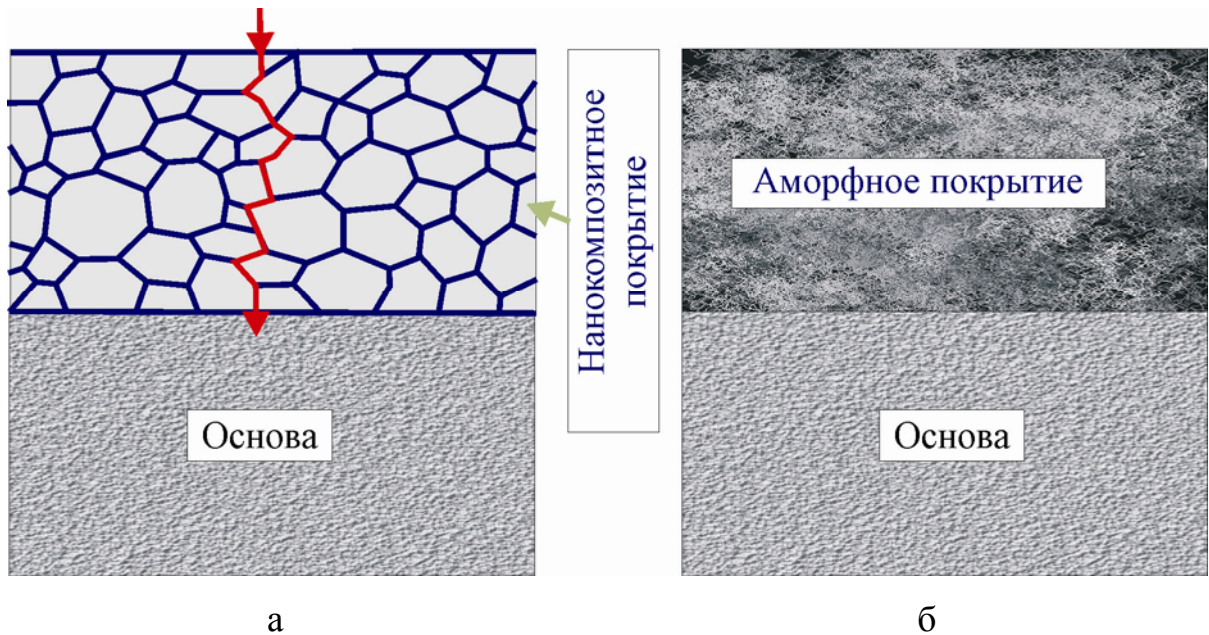 Нанокомпозитное
покрытие
Основа
а
Аморфное покрытие
Основа
б